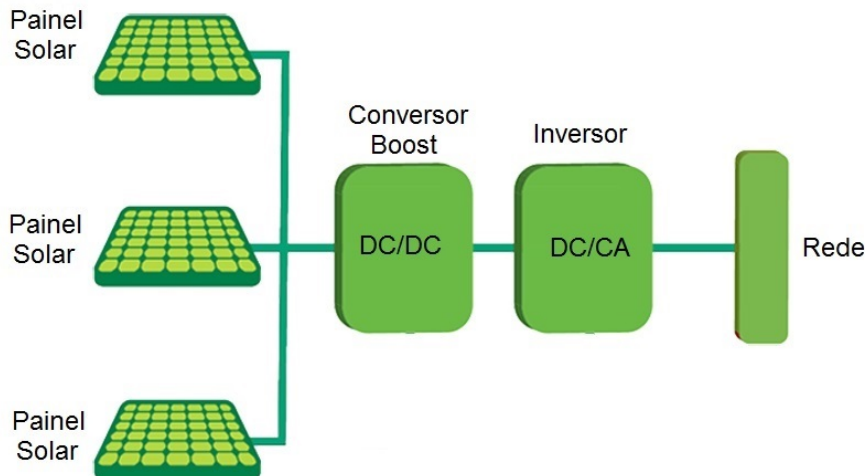 Painel
Solar
Conversor
Boost
Inversor
Painel
Solar
DC/DC
DC/CA
Rede
Painel
Solar